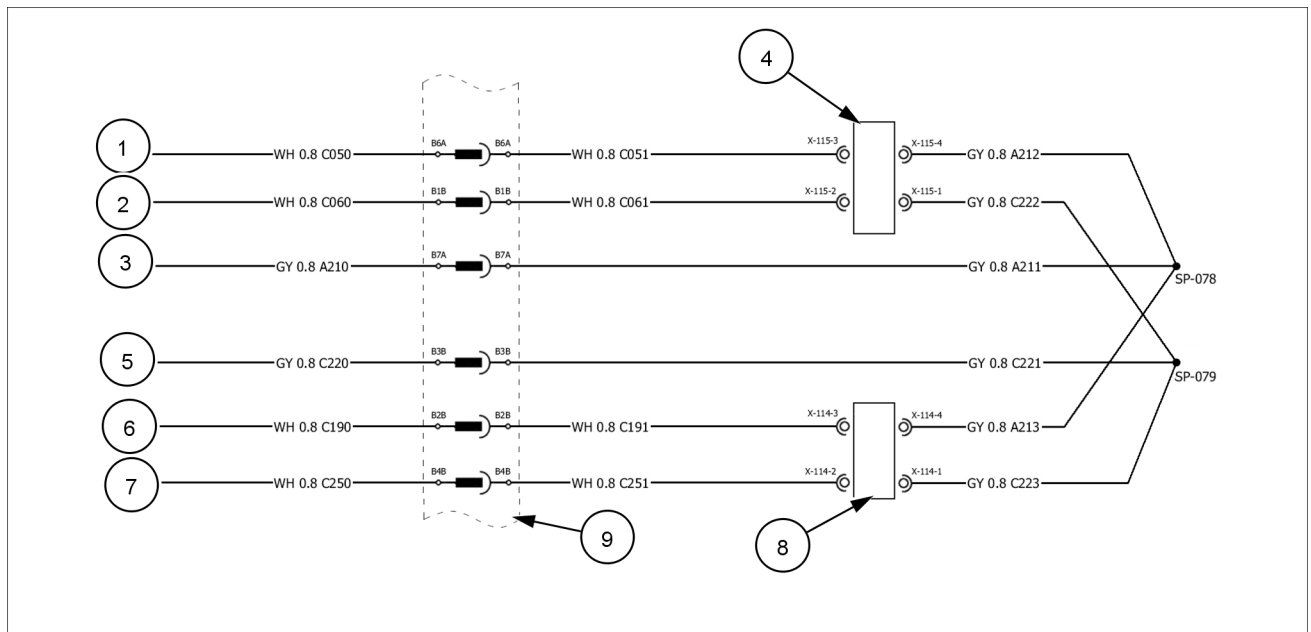 4
1
WH 0.8 C050
B6A
B6A
WH 0.8 C051
X-115-3
X-115-4
GY 0.8 A212
2
WH 0.8 C060
B1B
B1B
WH 0.8 C061
X-115-2
X-115-1
GY 0.8 C222
3
GY 0.8 A210
B7A
B7A
GY 0.8 A211
SP-078
5
GY 0.8 C220
B3B
B3B
GY 0.8 C221
SP-079
6
WH 0.8 C190
B2B
B2B
WH 0.8 C191
X-114-3
X-114-4
GY 0.8 A213
7
WH 0.8 C250
B4B
B4B
WH 0.8 C251
X-114-2
X-114-1
GY 0.8 C223
9
8